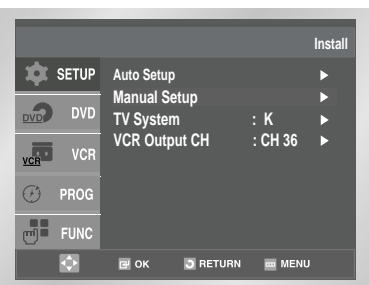 Install
SETUP
DVD
DVD
VCR
VCR
PROG
FUNC
Auto Setup
Manual Setup
TV System : K
VCR Output CH : CH 36
OK RETURN MENU